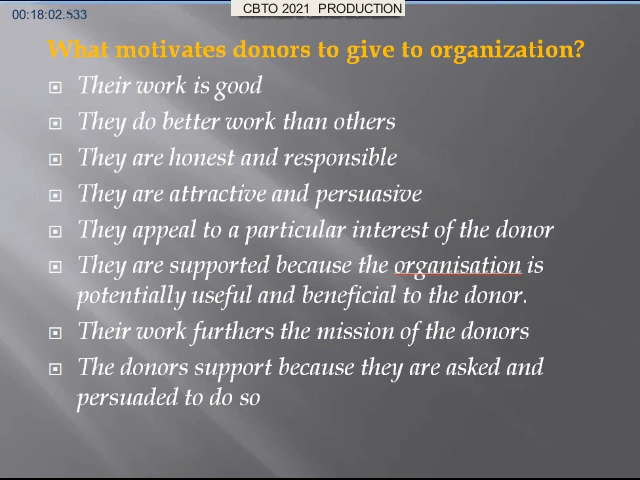 CBTO 2021 PRODUCTION
00:18:02.533
What motivates donors to give to organization?
Their work is good
They do better work than others
They are honest and responsible
They are attractive and persuasive
They appeal to a particular interest of the donor
They are supported because the organisation is
potentially useful and beneficial to the donor.
Their work furthers the mission of the donors
The donors support because they are asked and
persuaded to do so